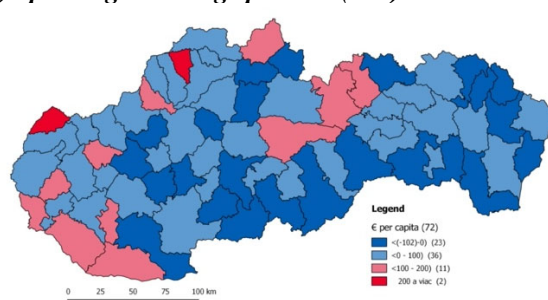 Legend
€ per capita (72)
<(-102)-0) (23)
<0 - 100) (36)
<100 - 200) (11)
200 a viac (2)
0 25 50 75 100 km